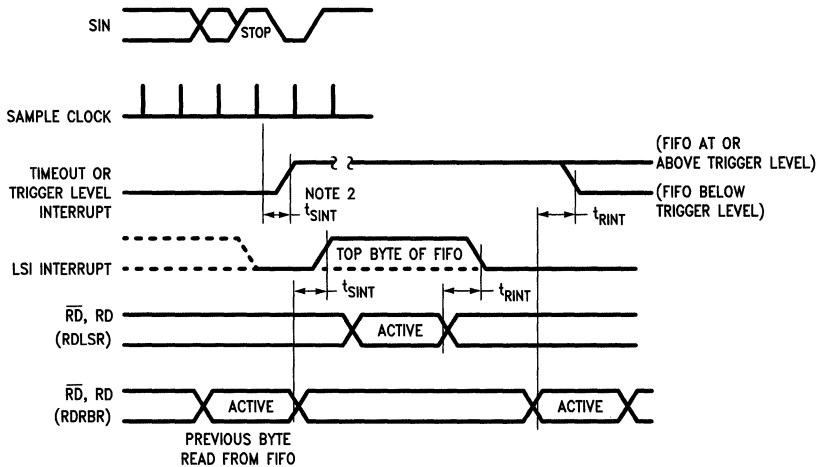 SIN
STOP
SAMPLE CLOCK
TIMEOUT OR
TRIGGER LEVEL
INTERRUPT
NOTE 2
tSINT
(FIFO AT OR
ABOVE TRIGGER LEVEL)
(FIFO BELOW
TRIGGER LEVEL)
tRINT
LSI INTERRUPT
TOP BYTE OF FIFO
tSINT
tRINT
R̅D̅, RD
(RDLSR)
ACTIVE
R̅D̅, RD
(RDRBR)
ACTIVE
ACTIVE
PREVIOUS BYTE
READ FROM FIFO